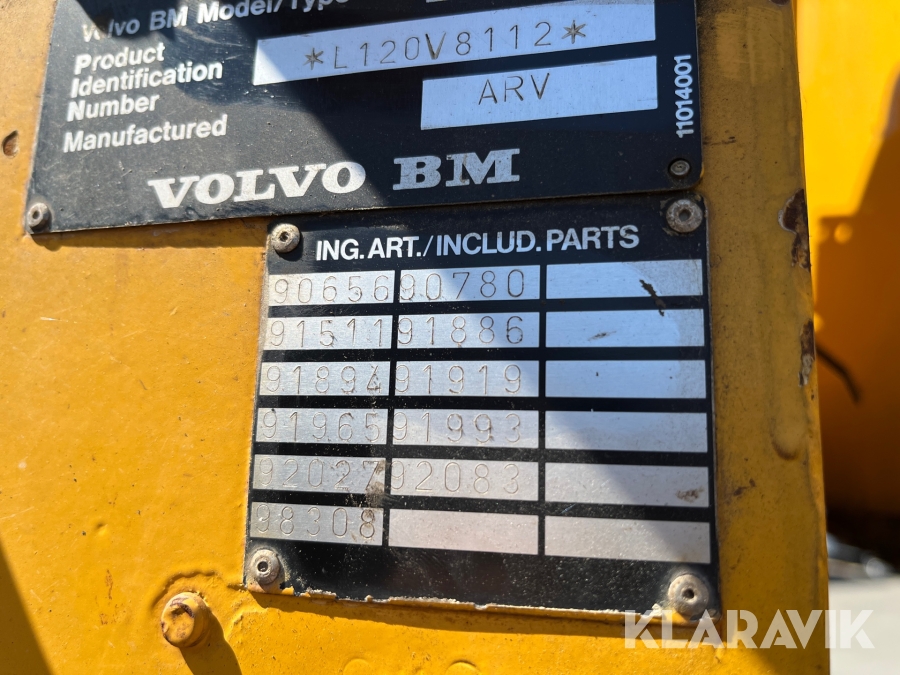 Volvo BM Model/Type
Product
Identification
Number
*L120V8112*
Manufactured
ARV
11014001
VOLVO BM
ING. ART./INCLUD. PARTS
90656 90780
91511 91886
91894 91919
91965 91993
92027 92083
98308
KLARAVIK